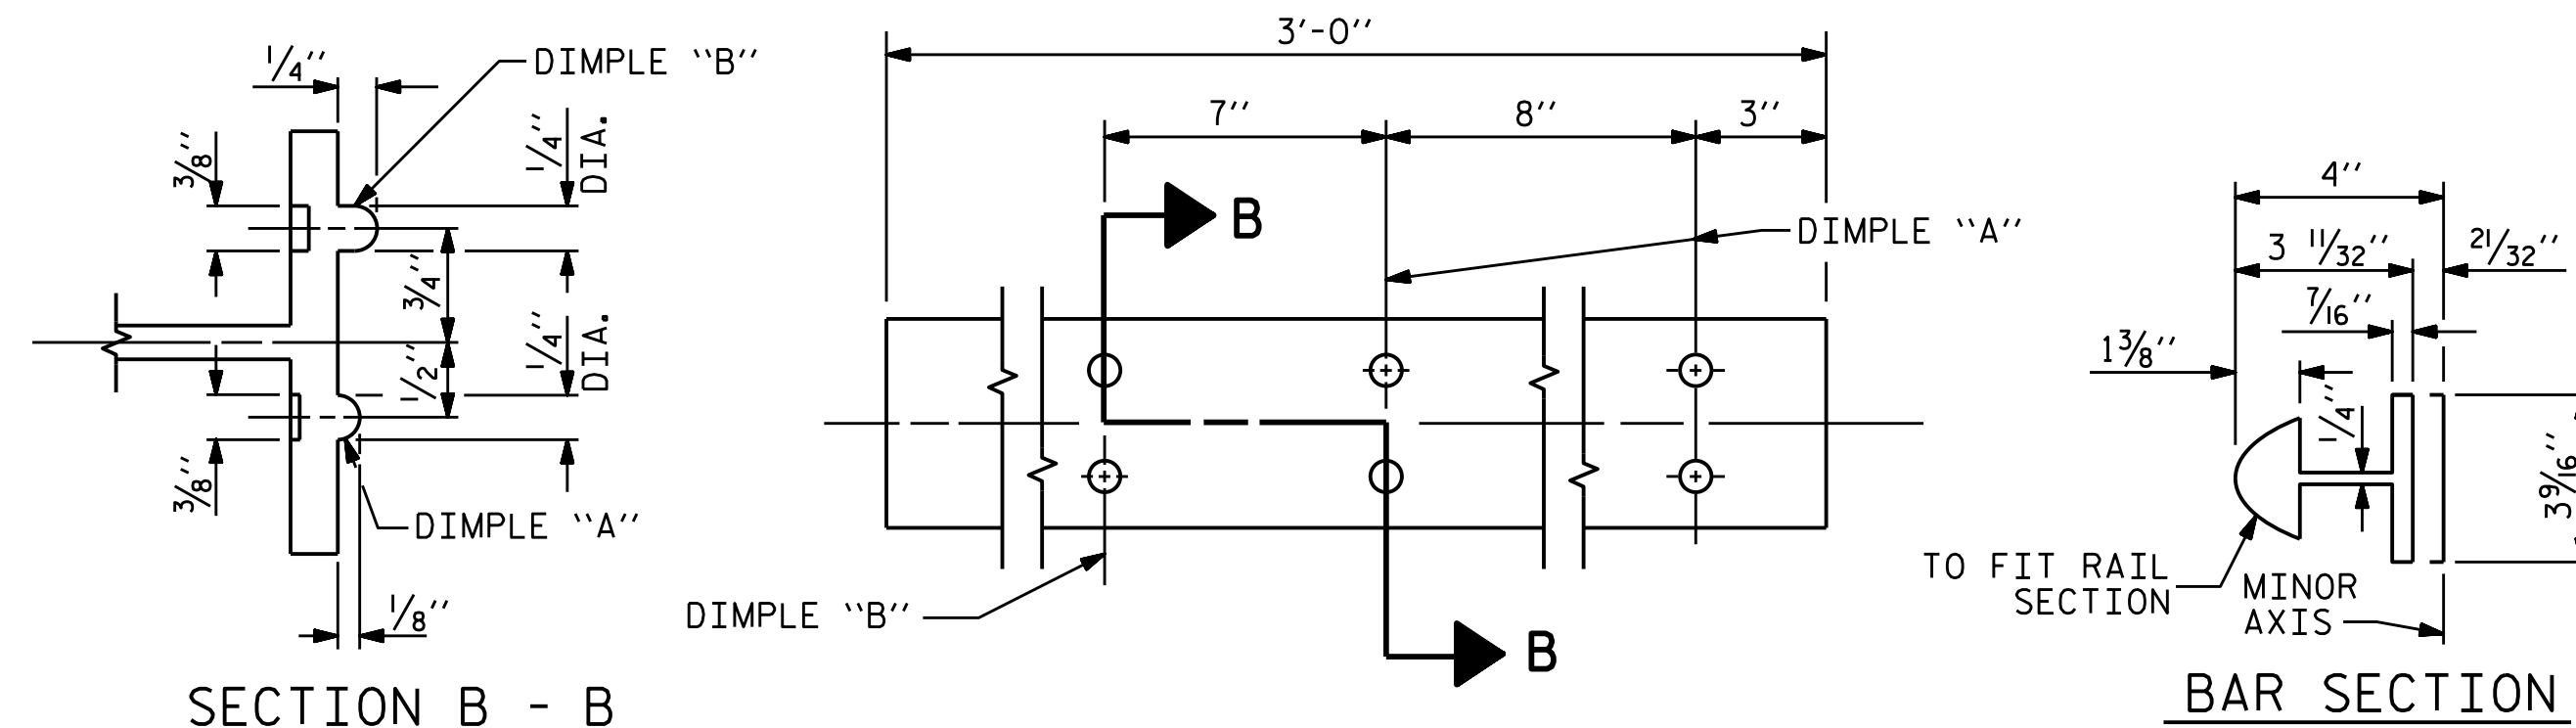 1/4''
DIMPLE ``B''
3/8''
1/4''
DIA.
3/4''
1/2''
1/4''
DIA.
3/8''
DIMPLE ``A''
1/8''
SECTION B - B
3'-0''
7''
8''
3''
B
DIMPLE ``A''
DIMPLE ``B''
B
4''
3 11/32''
21/32''
7/16''
1 3/8''
1/4''
3 9/16''
TO FIT RAIL
SECTION
MINOR
AXIS
BAR SECTION